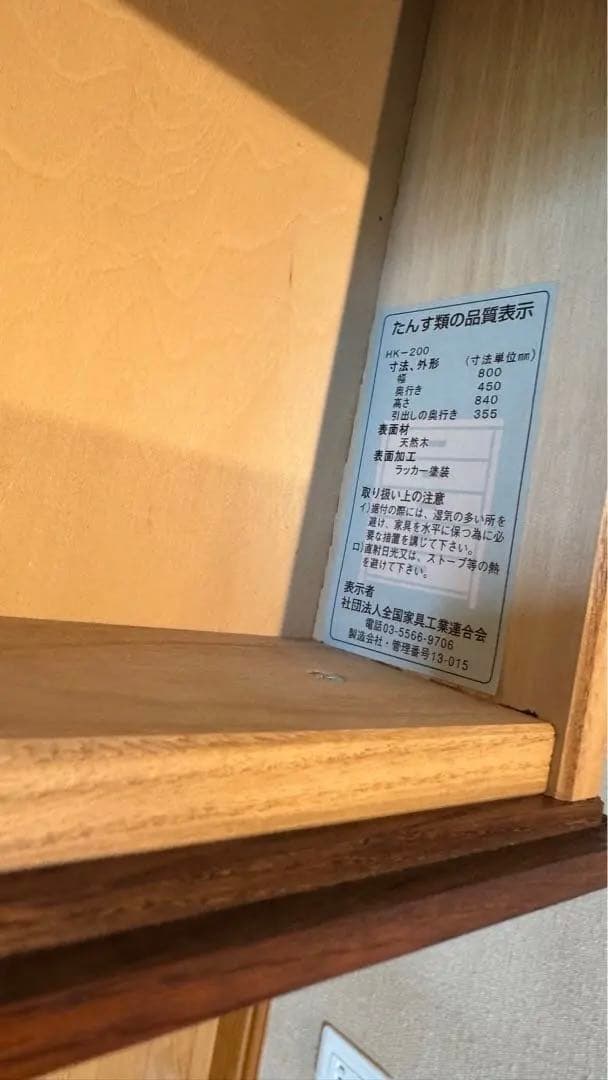 たんす類の品質表示
HK-200
寸法、外形 (寸法単位㎜)
幅 800
奥行き 450
高さ 840
引出しの奥行き 355
表面材
天然木
表面加工
ラッカー塗装
取り扱い上の注意
イ)据付の際には、湿気の多い所を
避け、家具を水平に保つ為に必
要な措置を講じて下さい。
ロ)直射日光又は、ストーブ等の熱
を避けて下さい。
表示者
社団法人全国家具工業連合会
電話03-5566-9706
製造会社・管理番号13-015